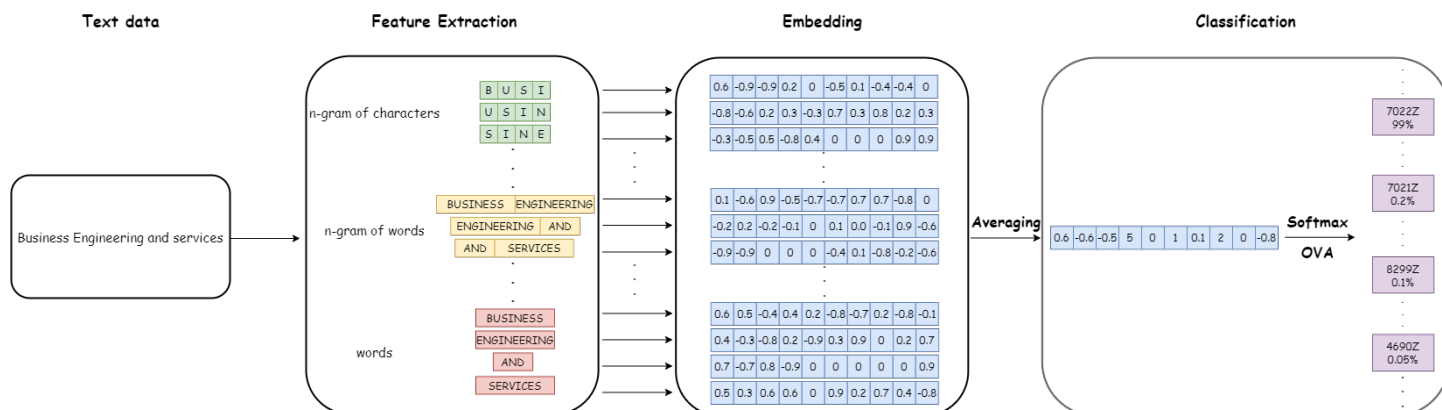 Text data
Feature Extraction
Embedding
Classification
Business Engineering and services
n-gram of characters
B U S I
U S I N
S I N E
n-gram of words
BUSINESS ENGINEERING
ENGINEERING AND
AND SERVICES
words
BUSINESS
ENGINEERING
AND
SERVICES
0.6 -0.9 -0.9 0.2 0 -0.5 0.1 -0.4 -0.4 0
-0.8 -0.6 0.2 0.3 -0.3 0.7 0.3 0.8 0.2 0.3
-0.3 -0.5 0.5 -0.8 0.4 0 0 0 0.9 0.9
0.1 -0.6 0.9 -0.5 -0.7 -0.7 0.7 0.7 -0.8 0
-0.2 0.2 -0.2 -0.1 0 0.1 0.0 -0.1 0.9 -0.6
-0.9 -0.9 0 0 0 -0.4 0.1 -0.8 -0.2 -0.6
0.6 0.5 -0.4 0.4 0.2 -0.8 -0.7 0.2 -0.8 -0.1
0.4 -0.3 -0.8 0.2 -0.9 0.3 0.9 0 0.2 0.7
0.7 -0.7 0.8 -0.9 0 0 0 0 0 0.9
0.5 0.3 0.6 0.6 0 0.9 0.2 0.7 0.4 -0.8
Averaging
0.6 -0.6 -0.5 5 0 1 0.1 2 0 -0.8
Softmax
OVA
7022Z
99%
7021Z
0.2%
8299Z
0.1%
4690Z
0.05%